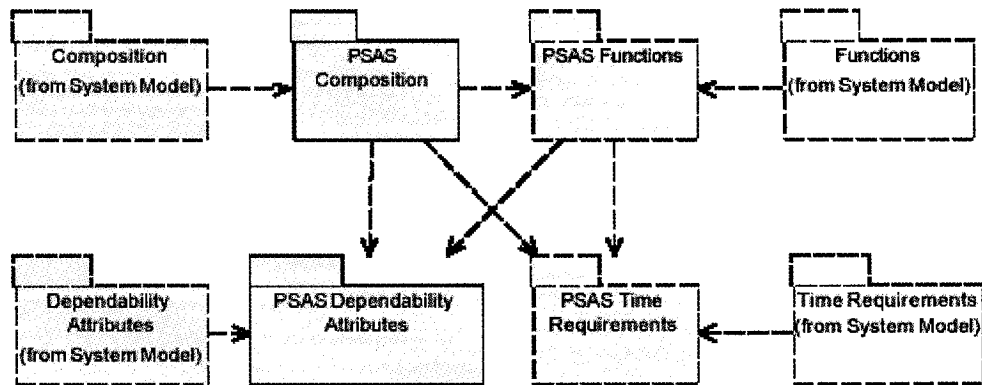 Composition
(from System Model)
PSAS
Composition
PSAS Functions
Functions
(from System Model)
Dependability
Attributes
(from System Model)
PSAS Dependability
Attributes
PSAS Time
Requirements
Time Requirements
(from System Model)